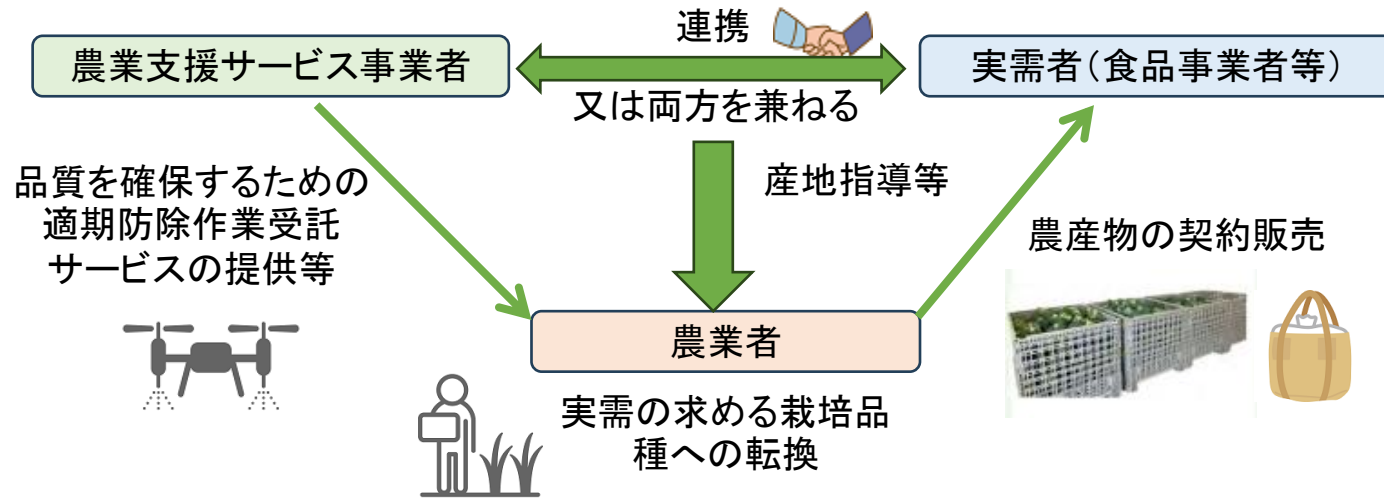 連携
農業支援サービス事業者
実需者（食品事業者等）
又は両方を兼ねる
品質を確保するための
適期防除作業受託
サービスの提供等
産地指導等
農産物の契約販売
農業者
実需の求める栽培品
種への転換